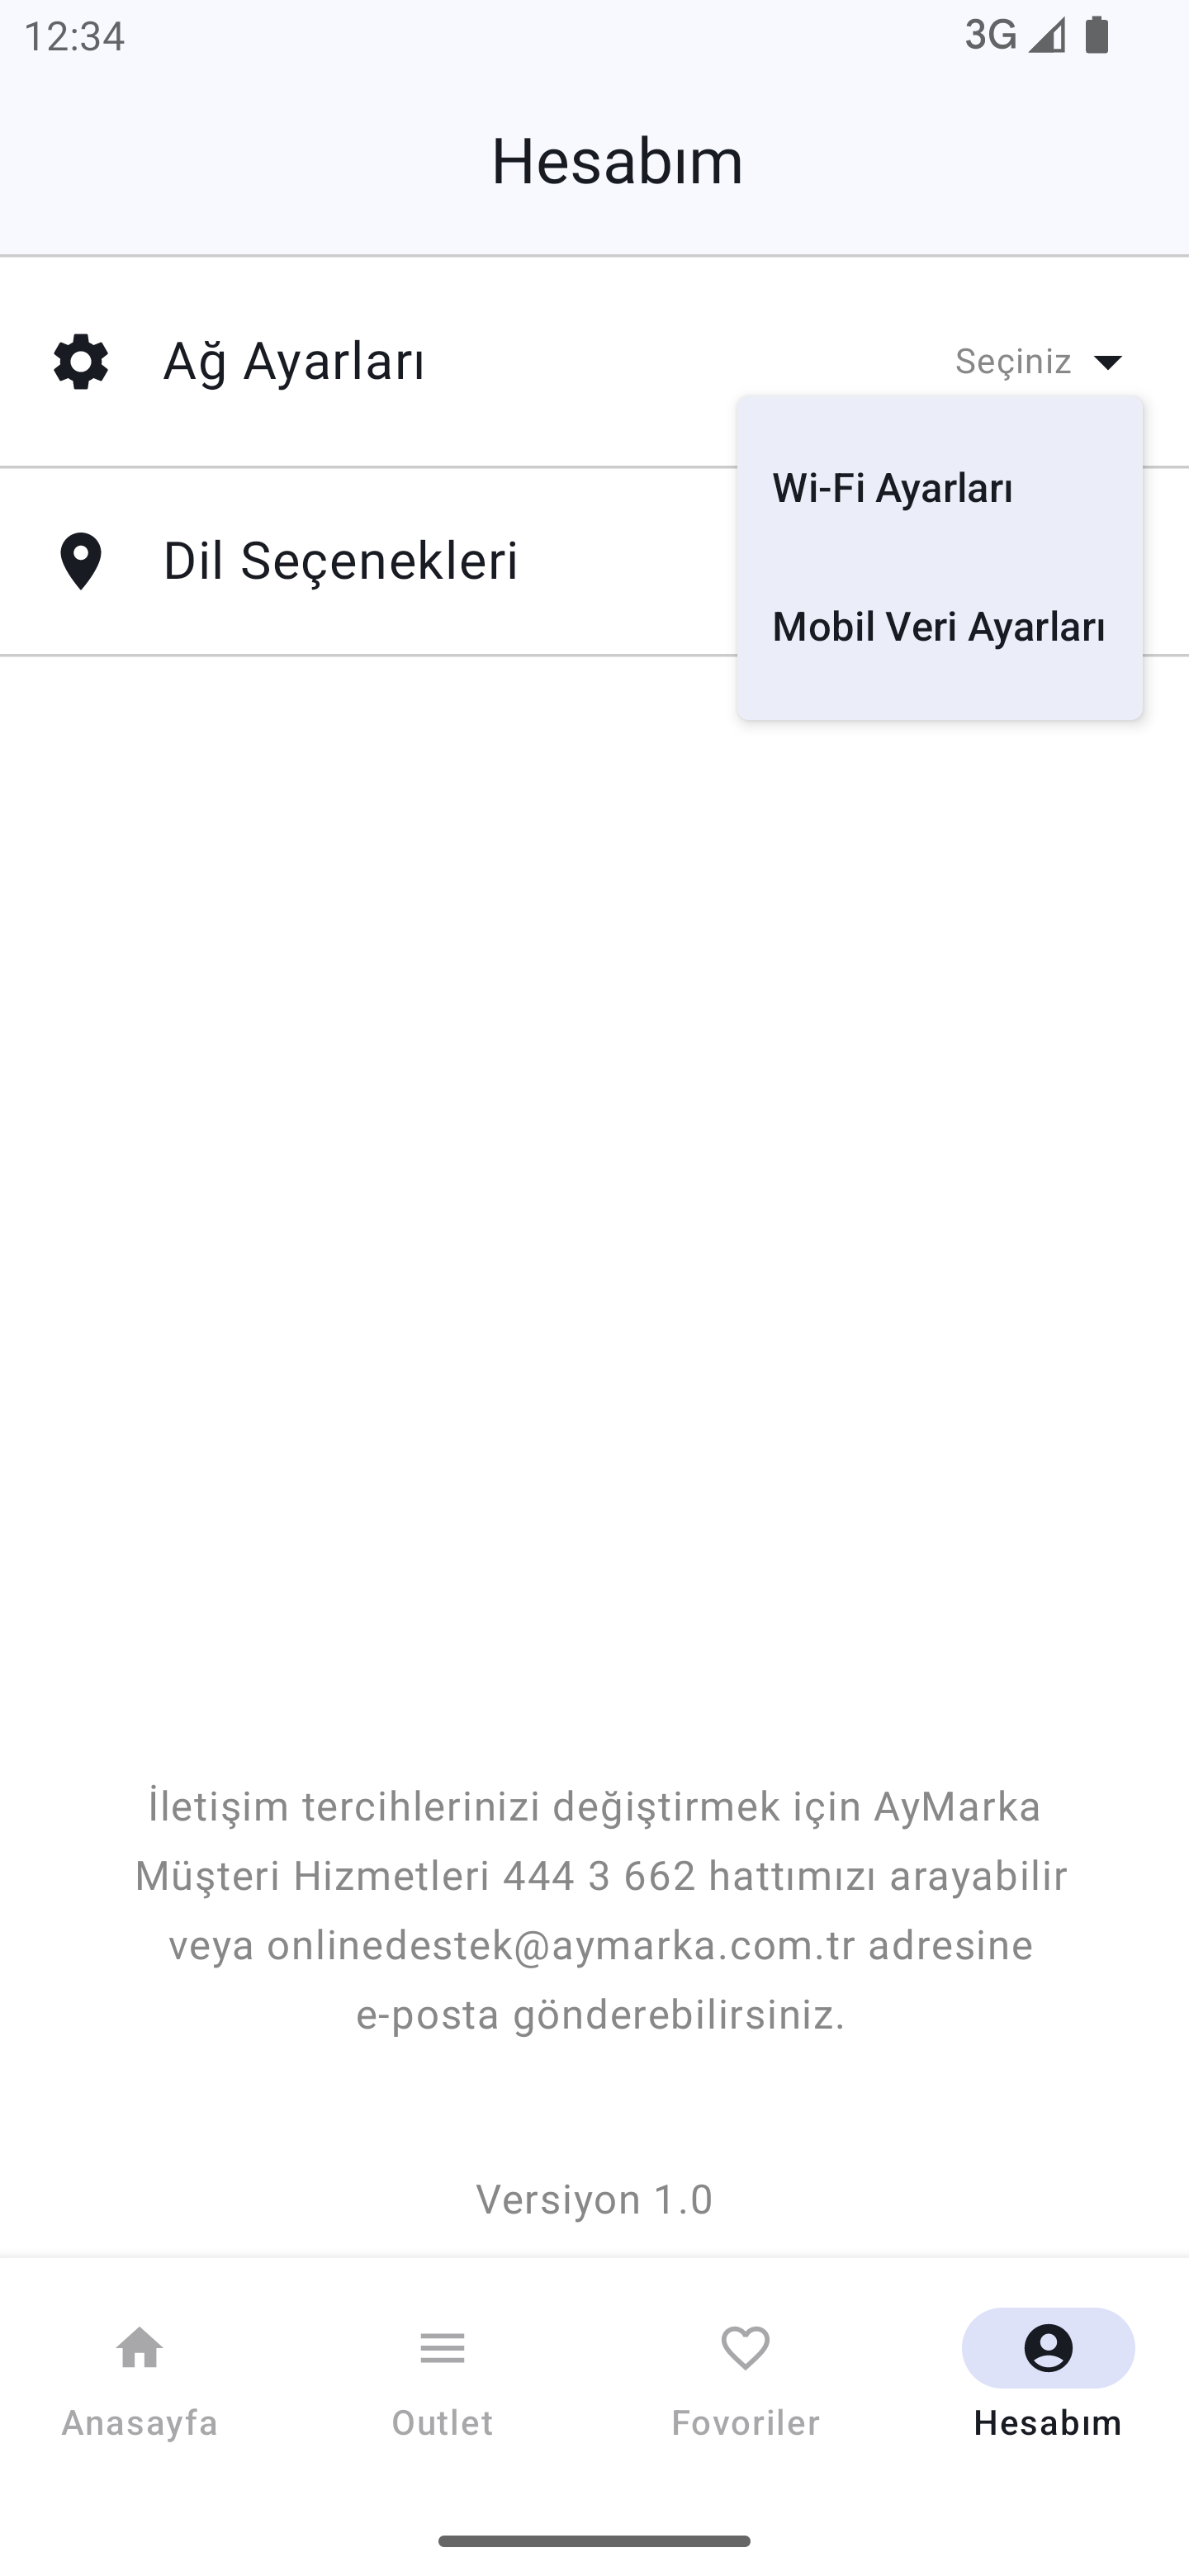 12:34
3G
Hesabım
Ağ Ayarları
Seçiniz
Wi-Fi Ayarları
Dil Seçenekleri
Mobil Veri Ayarları
İletişim tercihlerinizi değiştirmek için AyMarka
Müşteri Hizmetleri 444 3 662 hattımızı arayabilir
veya onlinedestek@aymarka.com.tr adresine
e-posta gönderebilirsiniz.
Versiyon 1.0
Anasayfa
Outlet
Fovoriler
Hesabım